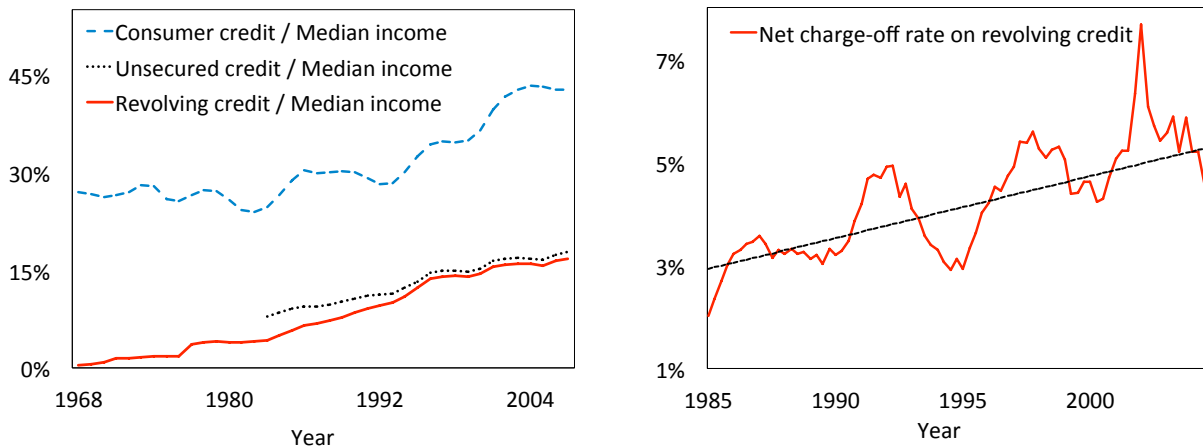 Consumer credit / Median income
Unsecured credit / Median income
Revolving credit / Median income
45%
30%
15%
0%
1968 1980 1992 2004
Year
Net charge-off rate on revolving credit
7%
5%
3%
1%
1985 1990 1995 2000
Year